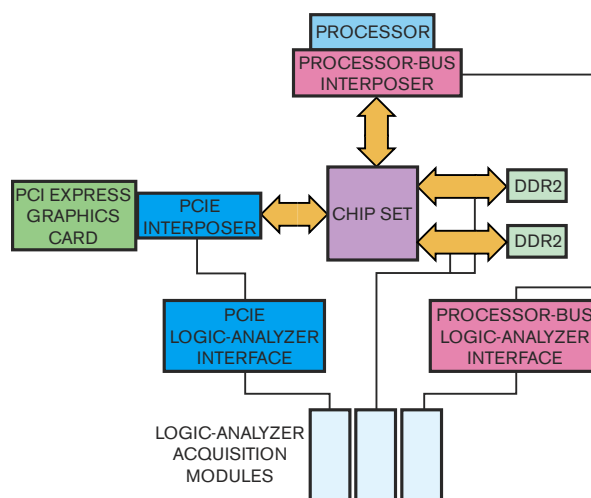 PROCESSOR
PROCESSOR-BUS
INTERPOSER
PCI EXPRESS
GRAPHICS
CARD
PCIE
INTERPOSER
CHIP SET
DDR2
DDR2
PCIE
LOGIC-ANALYZER
INTERFACE
PROCESSOR-BUS
LOGIC-ANALYZER
INTERFACE
LOGIC-ANALYZER
ACQUISITION
MODULES